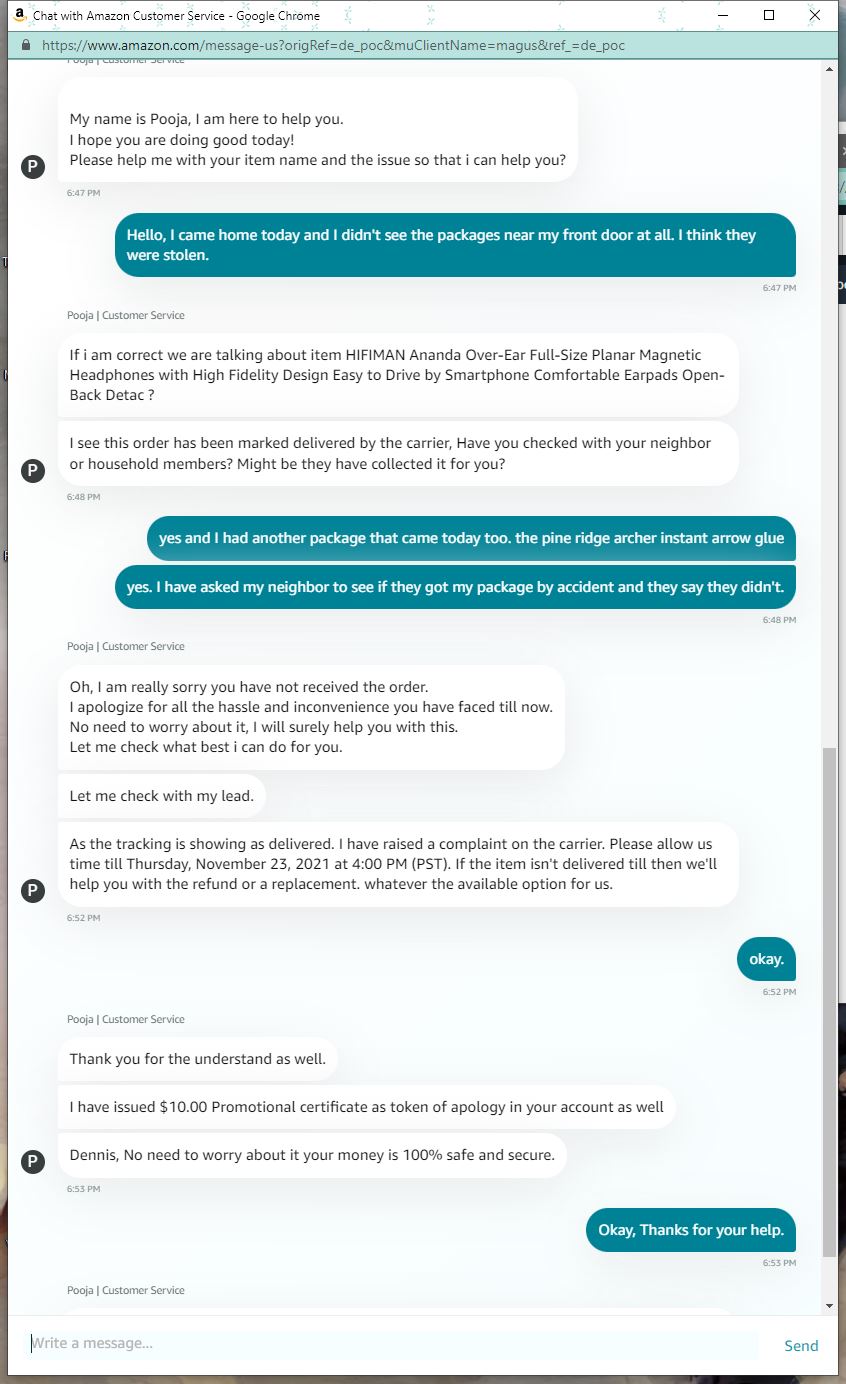 Chat with Amazon Customer Service - Google Chrome
https://www.amazon.com/message-us?origRef=de_poc&muClientName=magus&ref_=de_poc
Pooja | Customer Service
My name is Pooja, I am here to help you.
I hope you are doing good today!
Please help me with your item name and the issue so that i can help you?
P
6:47 PM
Hello, I came home today and I didn't see the packages near my front door at all. I think they
were stolen.
6:47 PM
Pooja | Customer Service
If i am correct we are talking about item HIFIMAN Ananda Over-Ear Full-Size Planar Magnetic
Headphones with High Fidelity Design Easy to Drive by Smartphone Comfortable Earpads Open-
Back Detac ?
I see this order has been marked delivered by the carrier, Have you checked with your neighbor
or household members? Might be they have collected it for you?
P
6:48 PM
yes and I had another package that came today too. the pine ridge archer instant arrow glue
yes. I have asked my neighbor to see if they got my package by accident and they say they didn't.
6:48 PM
Pooja | Customer Service
Oh, I am really sorry you have not received the order.
I apologize for all the hassle and inconvenience you have faced till now.
No need to worry about it, I will surely help you with this.
Let me check what best i can do for you.
Let me check with my lead.
As the tracking is showing as delivered. I have raised a complaint on the carrier. Please allow us
time till Thursday, November 23, 2021 at 4:00 PM (PST). If the item isn't delivered till then we'll
help you with the refund or a replacement. whatever the available option for us.
P
6:52 PM
okay.
6:52 PM
Pooja | Customer Service
Thank you for the understand as well.
I have issued $10.00 Promotional certificate as token of apology in your account as well
Dennis, No need to worry about it your money is 100% safe and secure.
P
6:53 PM
Okay, Thanks for your help.
6:53 PM
Pooja | Customer Service
Write a message...
Send